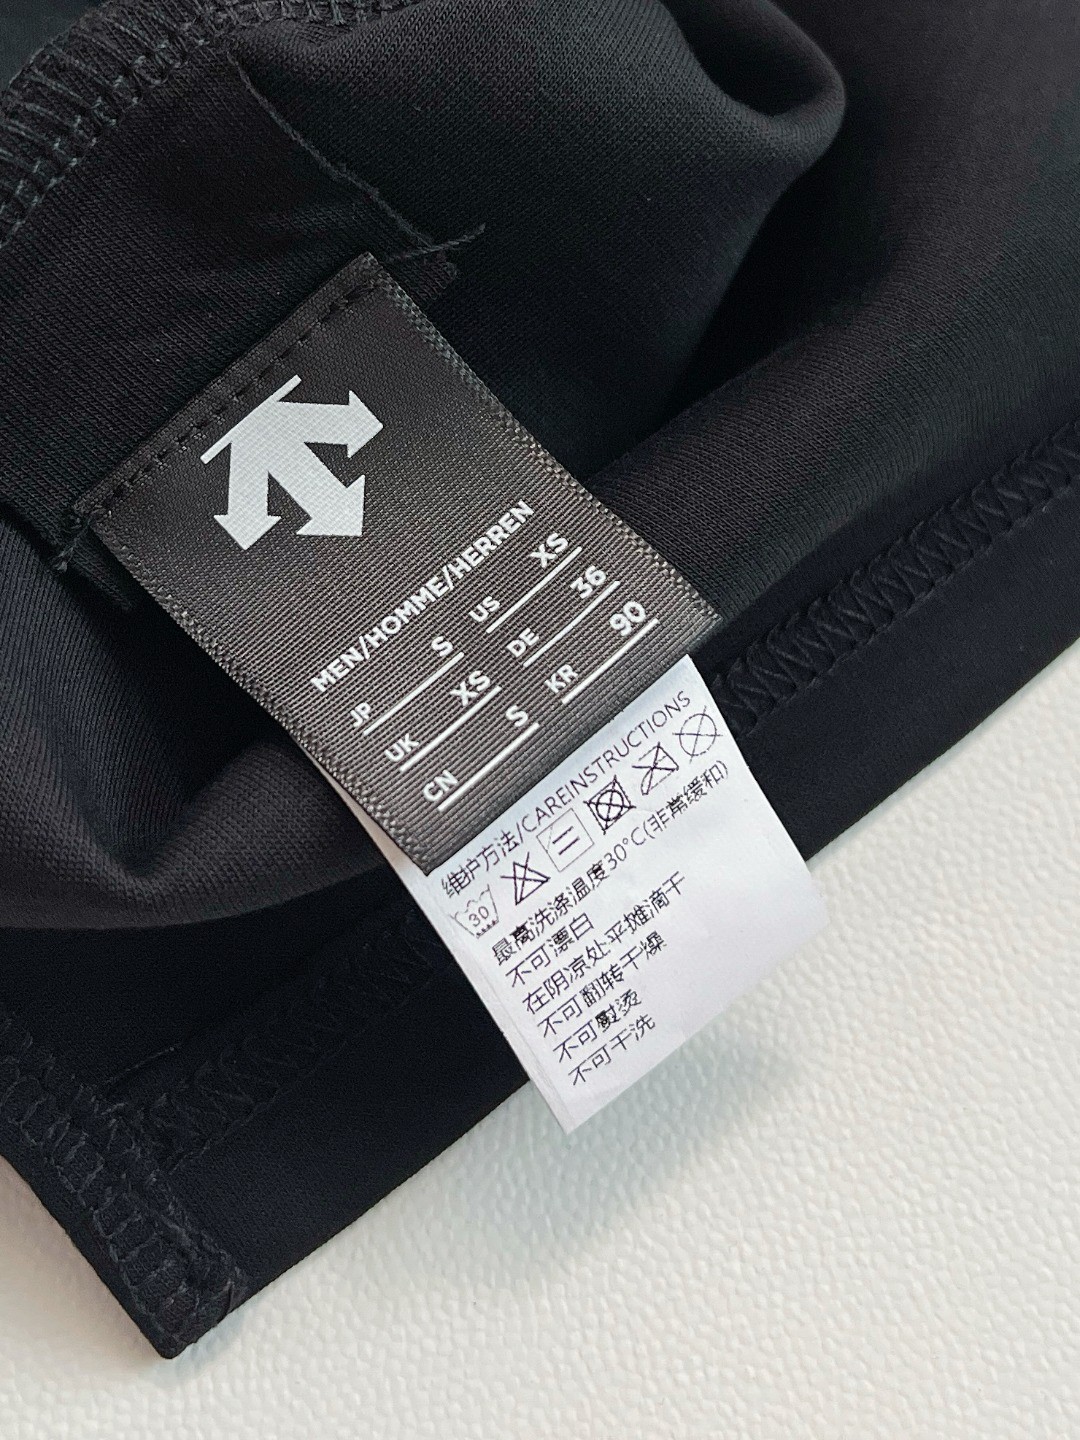 MEN/HOMME/HERREN
JP S US XS
UK XS DE 36
CN S KR 90
维护方法/CAREINSTRUCTIONS
30
最高洗涤温度30°C(非常缓和)
不可漂白
在阴凉处平摊滴干
不可翻转干燥
不可熨烫
不可干洗